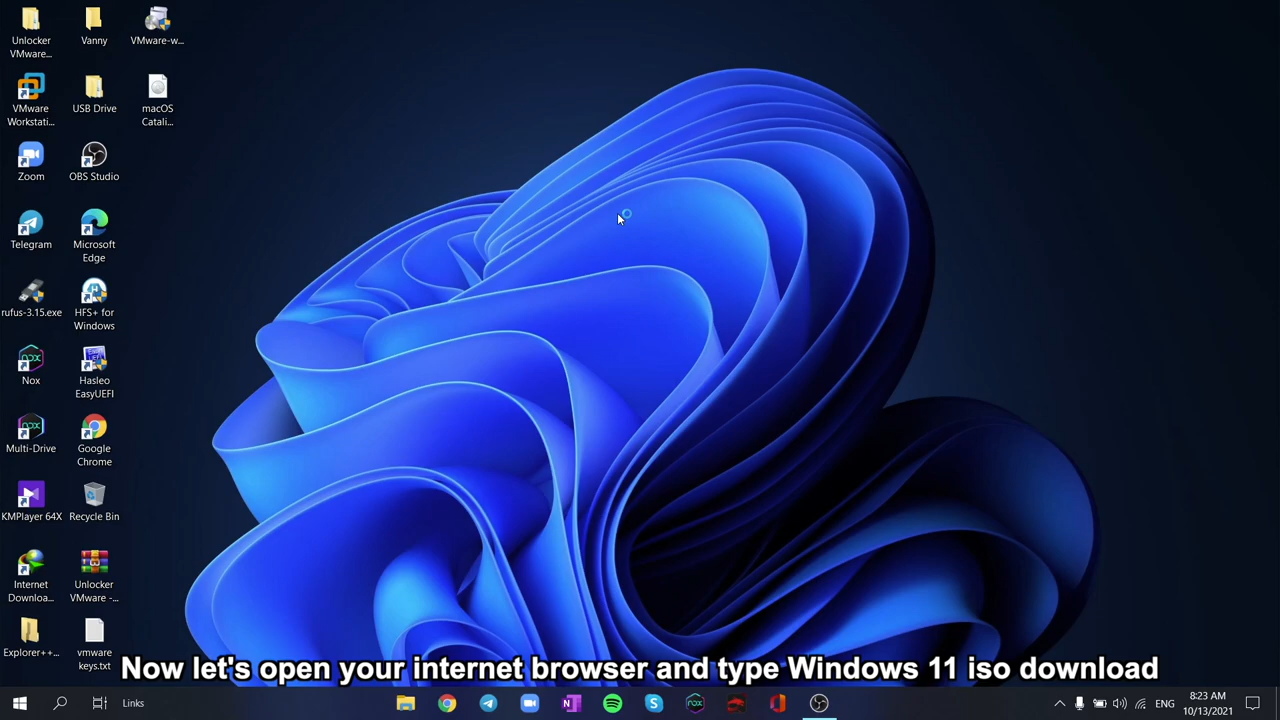 Unlocker
VMware...
Vanny
VMware-w...
VMware
Workstati...
USB Drive
macOS
Catali...
Zoom
OBS Studio
Telegram
Microsoft
Edge
rufus-3.15.exe
HFS+ for
Windows
Nox
Hasleo
EasyUEFI
Multi-Drive
Google
Chrome
KMPlayer 64X
Recycle Bin
Internet
Downloa...
Unlocker
VMware -...
Explorer++...
vmware
keys.txt
Now let's open your internet browser and type Windows 11 iso download
Links
ENG
8:23 AM
10/13/2021